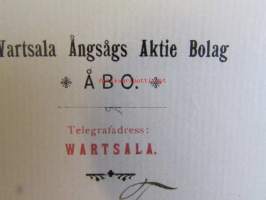 Wartsala Ångsågs Aktie Bolag
ÅBO.
Telegrafadress:
WARTSALA.